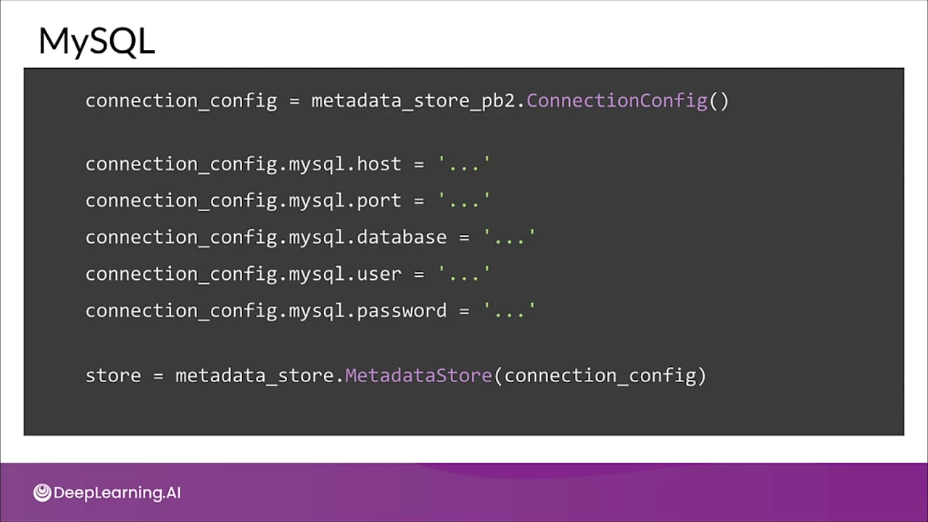 MySQL
connection_config = metadata_store_pb2.ConnectionConfig()
connection_config.mysql.host = '...'
connection_config.mysql.port = '...'
connection_config.mysql.database = '...'
connection_config.mysql.user = '...'
connection_config.mysql.password = '...'
store = metadata_store.MetadataStore(connection_config)
DeepLearning.AI